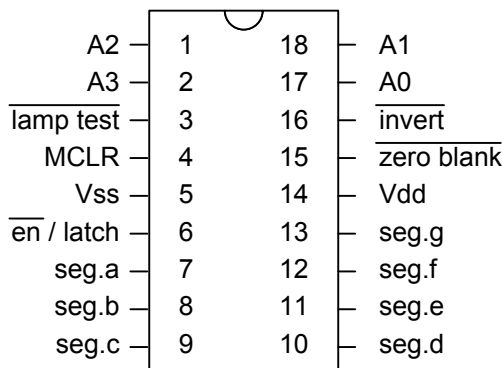 A2 1 18 A1
A3 2 17 A0
lamp test 3 16 invert
MCLR 4 15 zero blank
Vss 5 14 Vdd
en / latch 6 13 seg.g
seg.a 7 12 seg.f
seg.b 8 11 seg.e
seg.c 9 10 seg.d